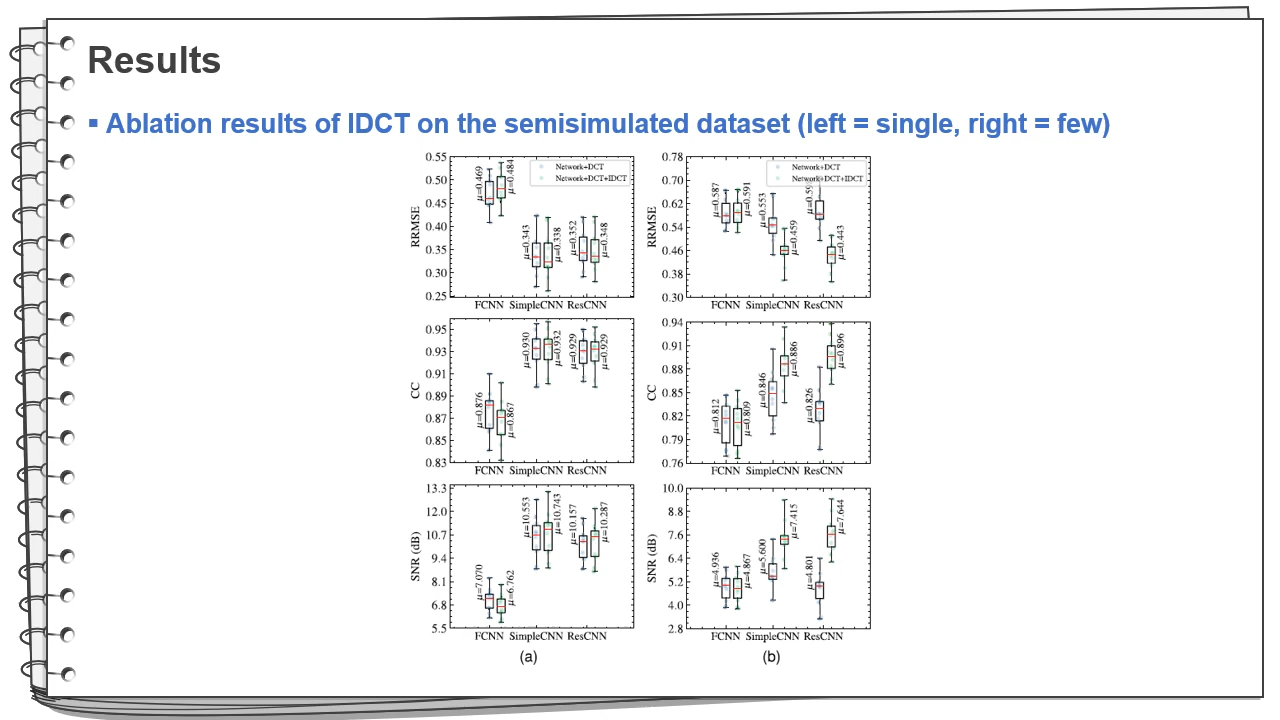 Results
▪ Ablation results of IDCT on the semisimulated dataset (left = single, right = few)
0.55
0.50
0.45
0.40
0.35
0.30
0.25
RRMSE
Network+DCT
Network+DCT+IDCT
μ=0.469
μ=0.484
μ=0.343
μ=0.338
μ=0.352
μ=0.348
FCNN SimpleCNN ResCNN
0.78
0.70
0.62
0.54
0.46
0.38
0.30
RRMSE
Network+DCT
Network+DCT+IDCT
μ=0.587
μ=0.591
μ=0.553
μ=0.459
μ=0.443
FCNN SimpleCNN ResCNN
0.95
0.93
0.91
0.89
0.87
0.85
0.83
CC
μ=0.876
μ=0.867
μ=0.930
μ=0.932
μ=0.929
μ=0.929
FCNN SimpleCNN ResCNN
0.94
0.91
0.88
0.85
0.82
0.79
0.76
CC
μ=0.812
μ=0.809
μ=0.846
μ=0.886
μ=0.826
μ=0.896
FCNN SimpleCNN ResCNN
13.3
12.0
10.7
9.4
8.1
6.8
5.5
SNR (dB)
μ=7.070
μ=6.762
μ=10.553
μ=10.743
μ=10.157
μ=10.287
FCNN SimpleCNN ResCNN
(a)
10.0
8.8
7.6
6.4
5.2
4.0
2.8
SNR (dB)
μ=4.936
μ=4.867
μ=5.600
μ=7.415
μ=4.801
μ=7.644
FCNN SimpleCNN ResCNN
(b)